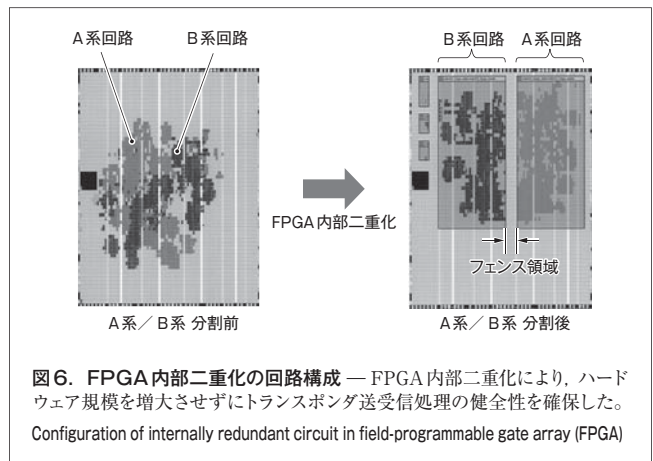 A系回路
B系回路
B系回路
A系回路
FPGA内部二重化
フェンス領域
A系／B系 分割前
A系／B系 分割後
図6．FPGA内部二重化の回路構成 ― FPGA内部二重化により，ハード
ウェア規模を増大させずにトランスポンダ送受信処理の健全性を確保した。
Configuration of internally redundant circuit in field-programmable gate array (FPGA)